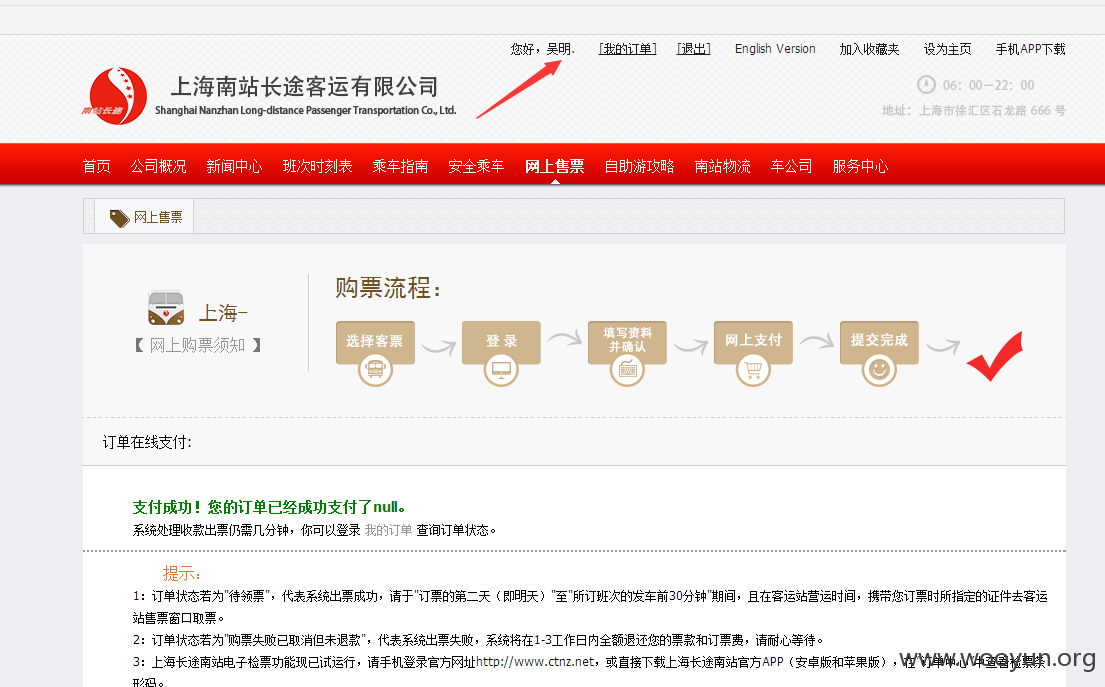 您好，吴明. [我的订单] [退出] English Version 加入收藏夹 设为主页 手机APP下载
上海南站长途客运有限公司
Shanghai Nanzhan Long-distance Passenger Transportation Co., Ltd.
南站长途
06：00－22：00
地址：上海市徐汇区石龙路 666 号
首页 公司概况 新闻中心 班次时刻表 乘车指南 安全乘车 网上售票 自助游攻略 南站物流 车公司 服务中心
网上售票
上海-
【 网上购票须知 】
购票流程：
选择客票 登 录 填写资料 并确认 网上支付 提交完成
订单在线支付:
支付成功！您的订单已经成功支付了null。
系统处理收款出票仍需几分钟，你可以登录 我的订单 查询订单状态。
提示：
1：订单状态若为"待领票"，代表系统出票成功，请于"订票的第二天（即明天）"至"所订班次的发车前30分钟"期间，且在客运站营运时间，携带您订票时所指定的证件去客运
站售票窗口取票。
2：订单状态若为"购票失败已取消但未退款"，代表系统出票失败，系统将在1-3工作日内全额退还您的票款和订票费，请耐心等待。
3：上海长途南站电子检票功能现已试运行，请手机登录官方网址http://www.ctnz.net，或直接下载上海长途南站官方APP（安卓版和苹果版），在"订单中心"中查看检票条
形码。
www.wooyun.org